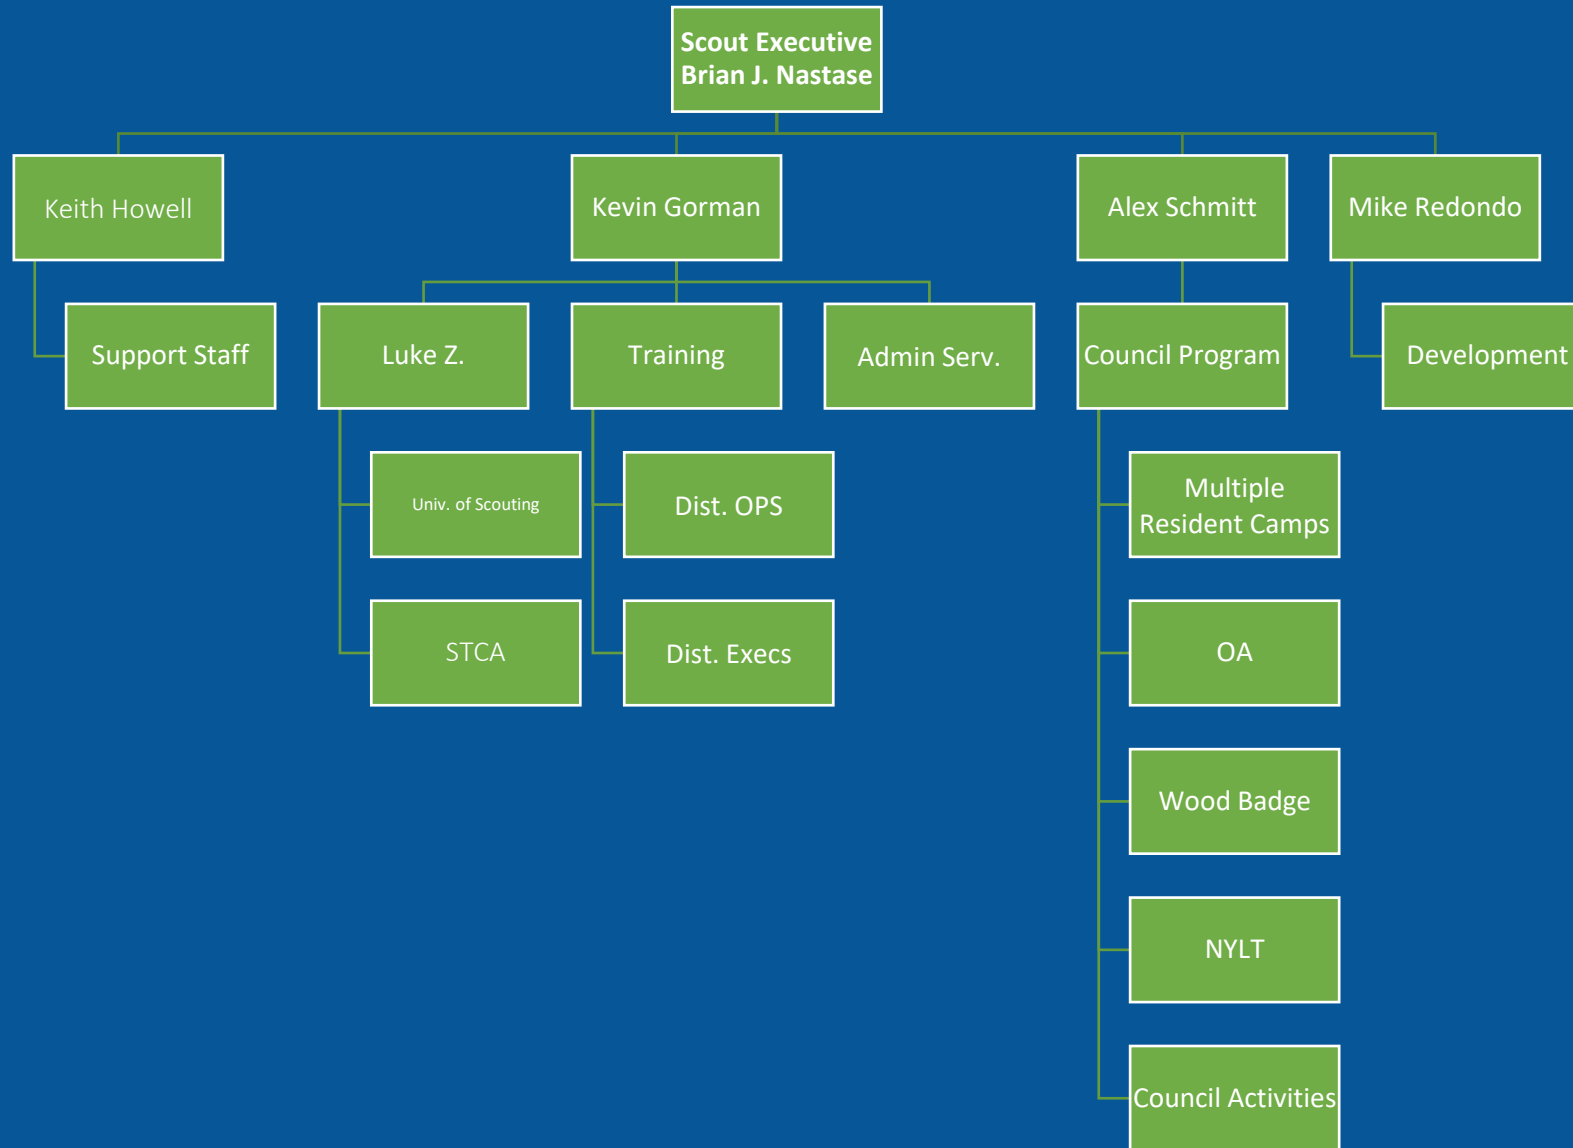 Scout Executive
Brian J. Nastase
Keith Howell
Kevin Gorman
Alex Schmitt
Mike Redondo
Support Staff
Luke Z.
Training
Admin Serv.
Council Program
Development
Univ. of Scouting
Dist. OPS
Multiple
Resident Camps
STCA
Dist. Execs
OA
Wood Badge
NYLT
Council Activities